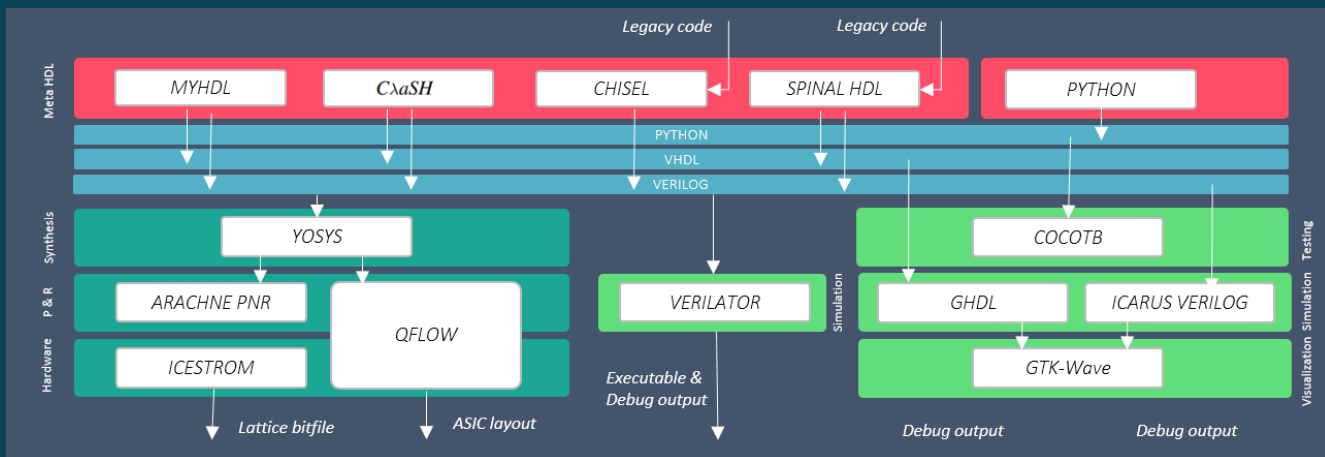 Legacy code
Legacy code
Meta HDL
MYHDL
CλaSH
CHISEL
SPINAL HDL
PYTHON
PYTHON
VHDL
VERILOG
Synthesis
YOSYS
COCOTB
Testing
P & R
ARACHNE PNR
QFLOW
VERILATOR
Simulation
GHDL
ICARUS VERILOG
Simulation
Hardware
ICESTROM
GTK-Wave
Visualization
Executable &
Debug output
Lattice bitfile
ASIC layout
Debug output
Debug output